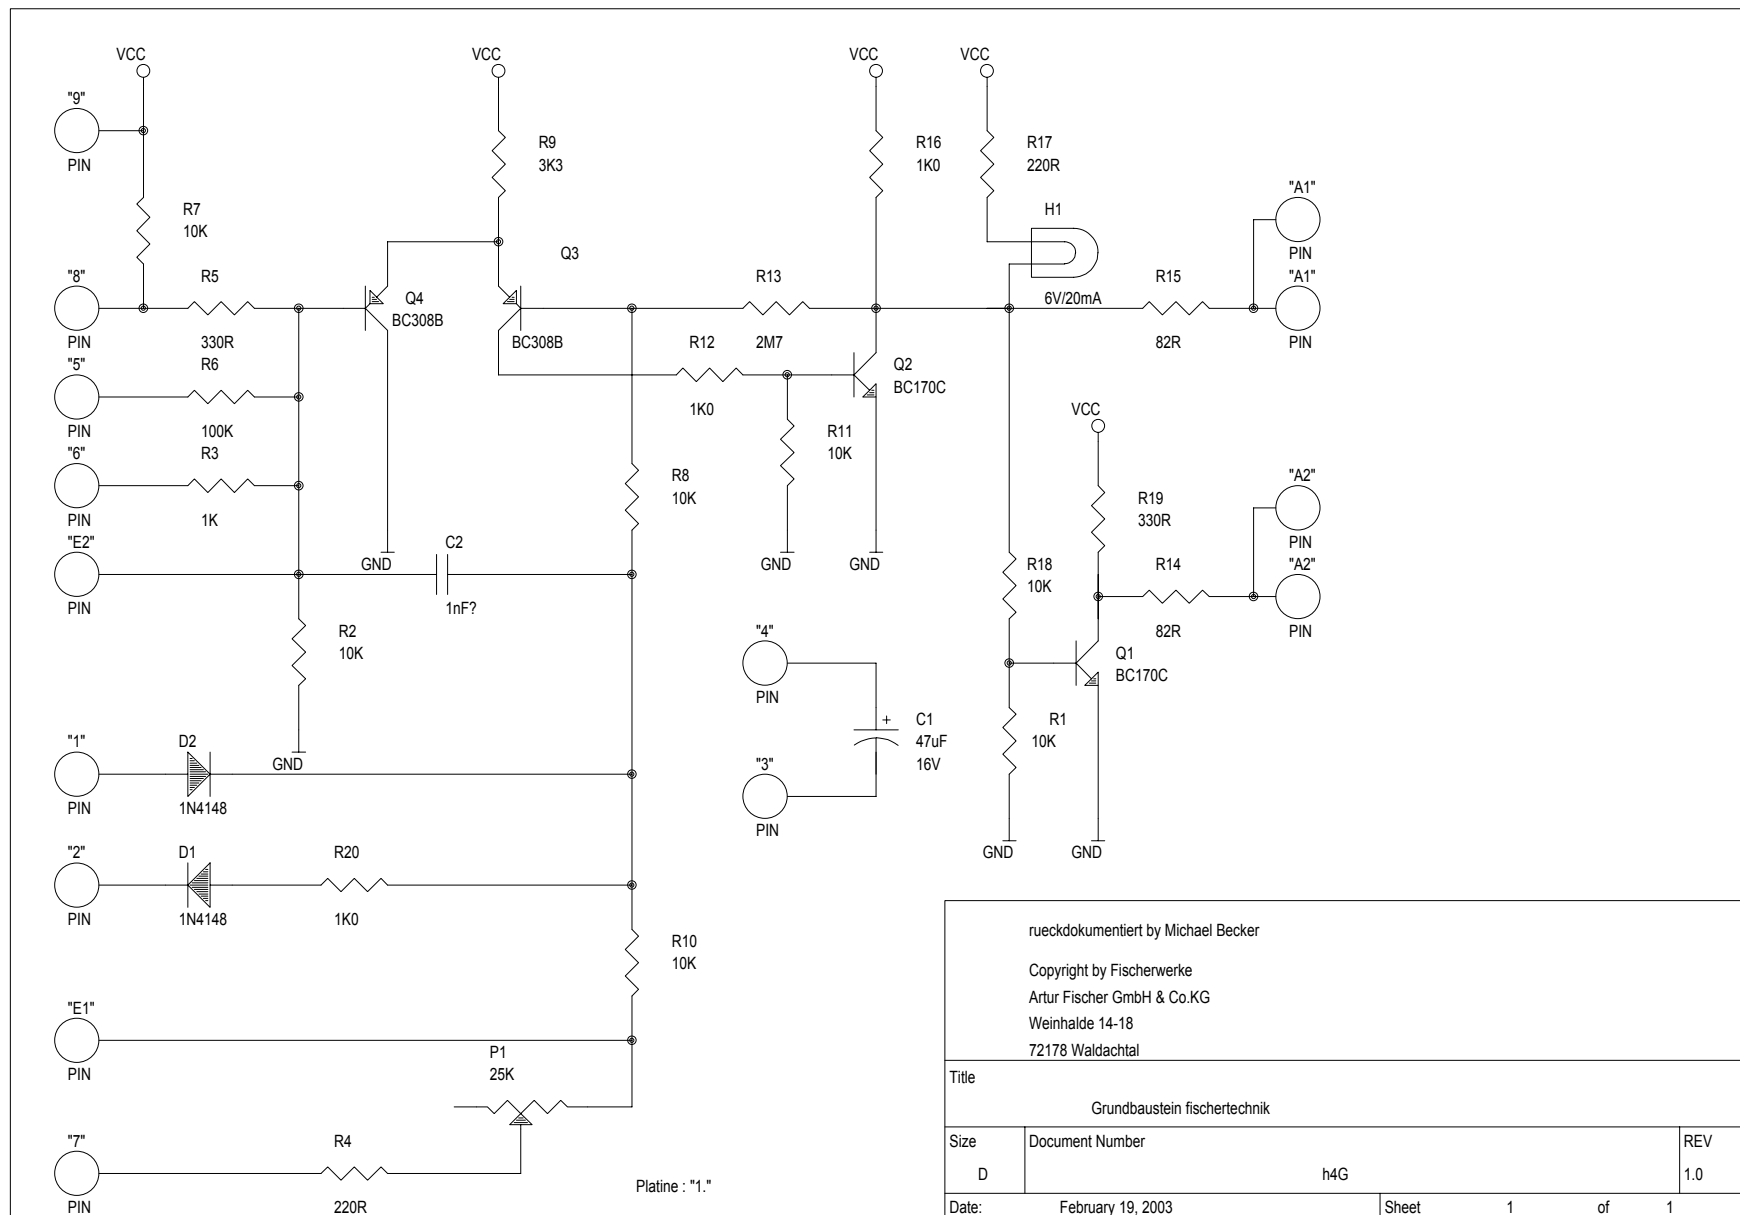 VCC
VCC
VCC
VCC
"9"
PIN
R9
3K3
R16
1K0
R17
220R
"A1"
PIN
R7
10K
H1
Q3
"8"
PIN
R5
330R
Q4
BC308B
BC308B
R13
2M7
6V/20mA
R15
82R
"A1"
PIN
R6
100K
R12
1K0
Q2
BC170C
"5"
PIN
VCC
R11
10K
R3
1K
"6"
PIN
R8
10K
R19
330R
"A2"
PIN
"E2"
PIN
GND
C2
1nF?
GND
GND
R18
10K
R14
82R
"A2"
PIN
R2
10K
"4"
PIN
Q1
BC170C
"1"
PIN
D2
1N4148
GND
C1
+
47uF
16V
R1
10K
"3"
PIN
"2"
PIN
D1
1N4148
R20
1K0
GND
GND
R10
10K
"E1"
PIN
P1
25K
"7"
PIN
R4
220R
Platine : "1."
rueckdokumentiert by Michael Becker
Copyright by Fischerwerke
Artur Fischer GmbH & Co.KG
Weinhalde 14-18
72178 Waldachtal
Title
Grundbaustein fischertechnik
Size
D
Document Number
h4G
REV
1.0
Date: February 19, 2003
Sheet 1 of 1